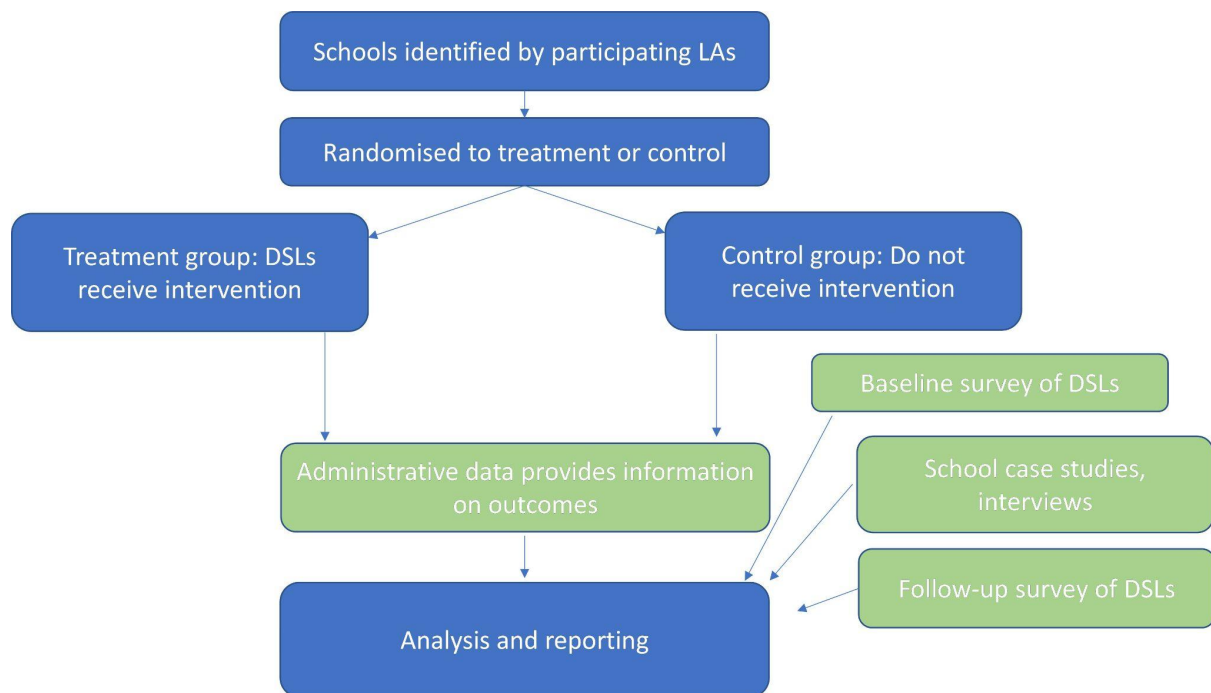 Schools identified by participating LAs
Randomised to treatment or control
Treatment group: DSLs
receive intervention
Control group: Do not
receive intervention
Baseline survey of DSLs
Administrative data provides information
on outcomes
School case studies,
interviews
Follow-up survey of DSLs
Analysis and reporting